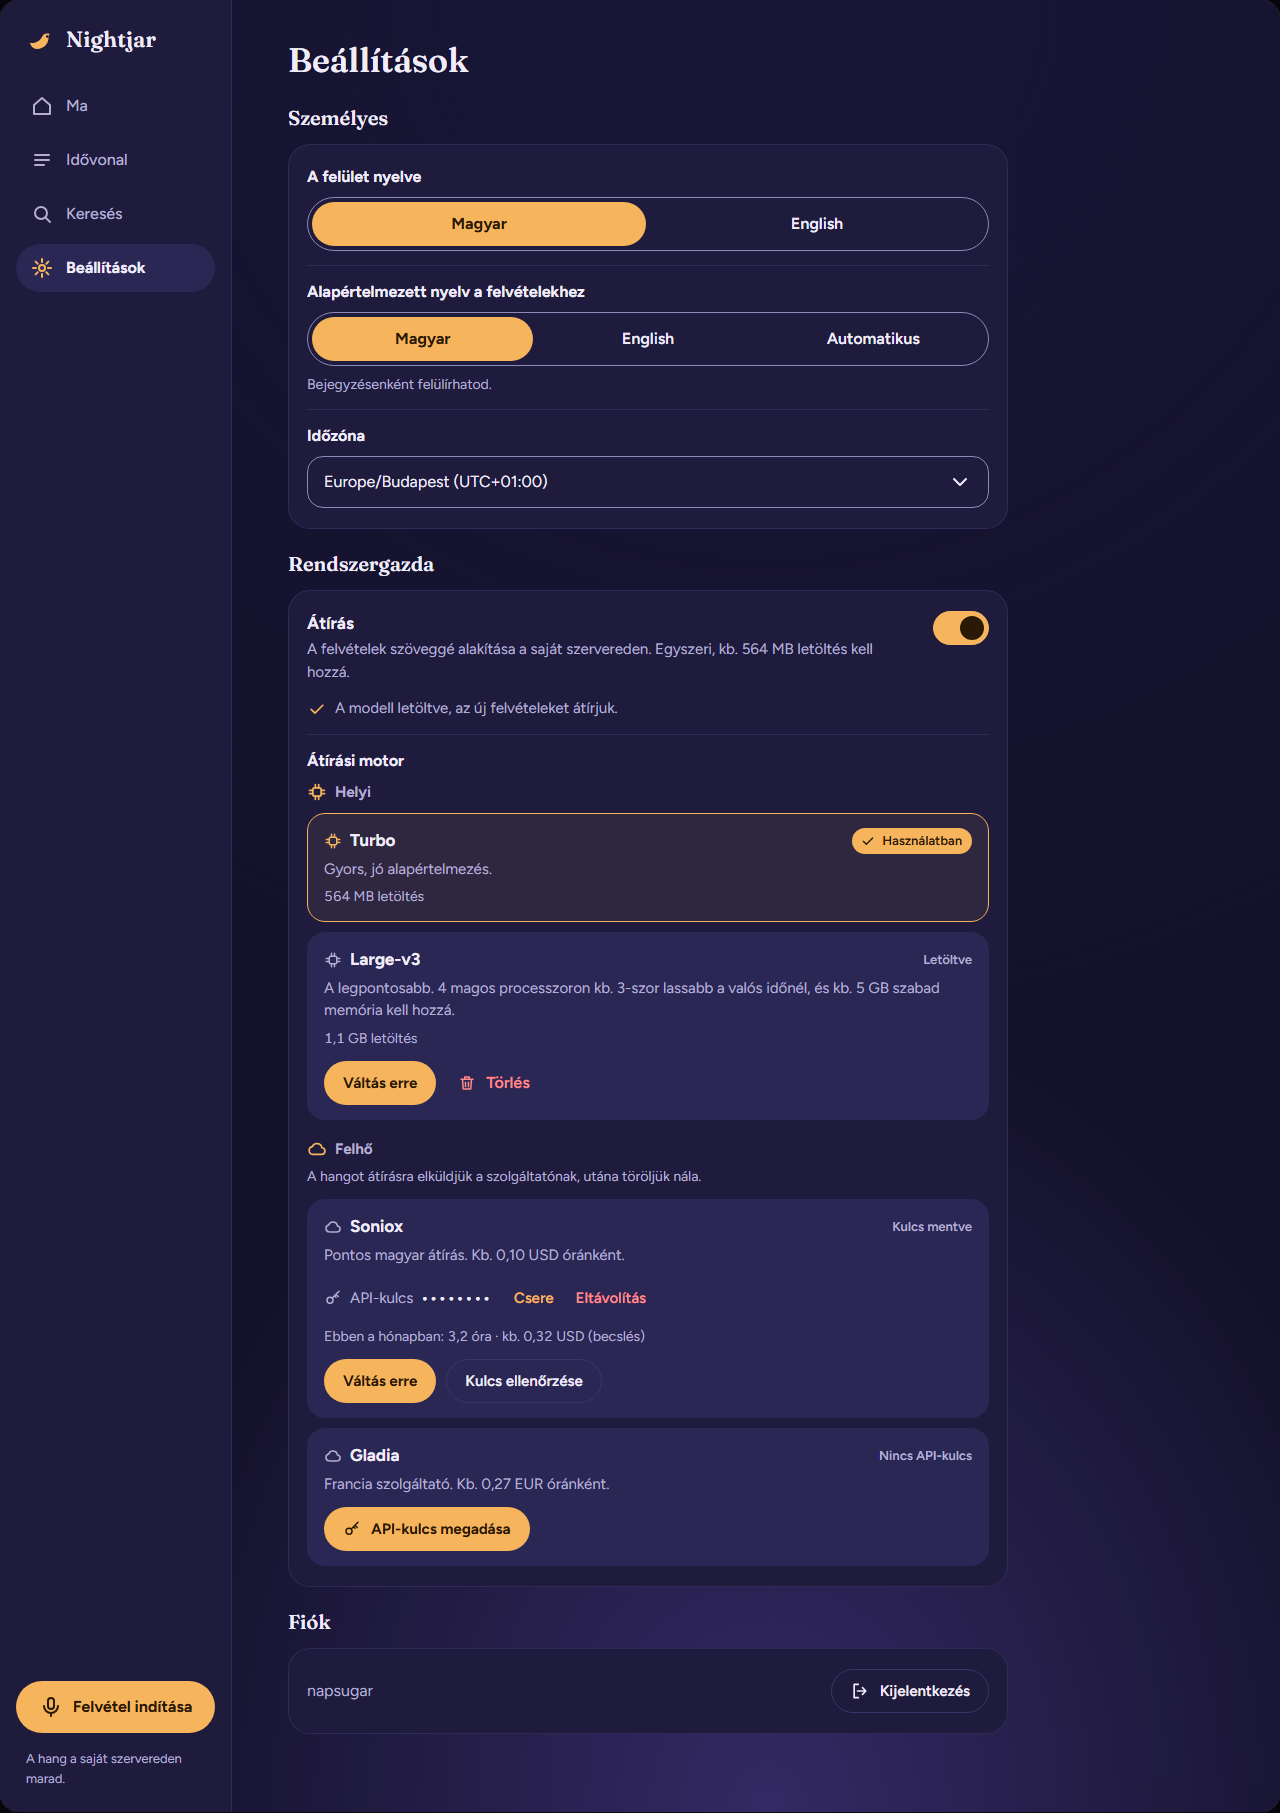 Nightjar
Ma
Idővonal
Keresés
Beállítások
Felvétel indítása
A hang a saját szervereden
marad.
Beállítások
Személyes
A felület nyelve
Magyar English
Alapértelmezett nyelv a felvételekhez
Magyar English Automatikus
Bejegyzésenként felülírhatod.
Időzóna
Europe/Budapest (UTC+01:00)
Rendszergazda
Átírás
A felvételek szöveggé alakítása a saját szervereden. Egyszeri, kb. 564 MB letöltés kell
hozzá.
A modell letöltve, az új felvételeket átírjuk.
Átírási motor
Helyi
Turbo Használatban
Gyors, jó alapértelmezés.
564 MB letöltés
Large-v3 Letöltve
A legpontosabb. 4 magos processzoron kb. 3-szor lassabb a valós időnél, és kb. 5 GB szabad
memória kell hozzá.
1,1 GB letöltés
Váltás erre Törlés
Felhő
A hangot átírásra elküldjük a szolgáltatónak, utána töröljük nála.
Soniox Kulcs mentve
Pontos magyar átírás. Kb. 0,10 USD óránként.
API-kulcs •••••••• Csere Eltávolítás
Ebben a hónapban: 3,2 óra · kb. 0,32 USD (becslés)
Váltás erre Kulcs ellenőrzése
Gladia Nincs API-kulcs
Francia szolgáltató. Kb. 0,27 EUR óránként.
API-kulcs megadása
Fiók
napsugar Kijelentkezés